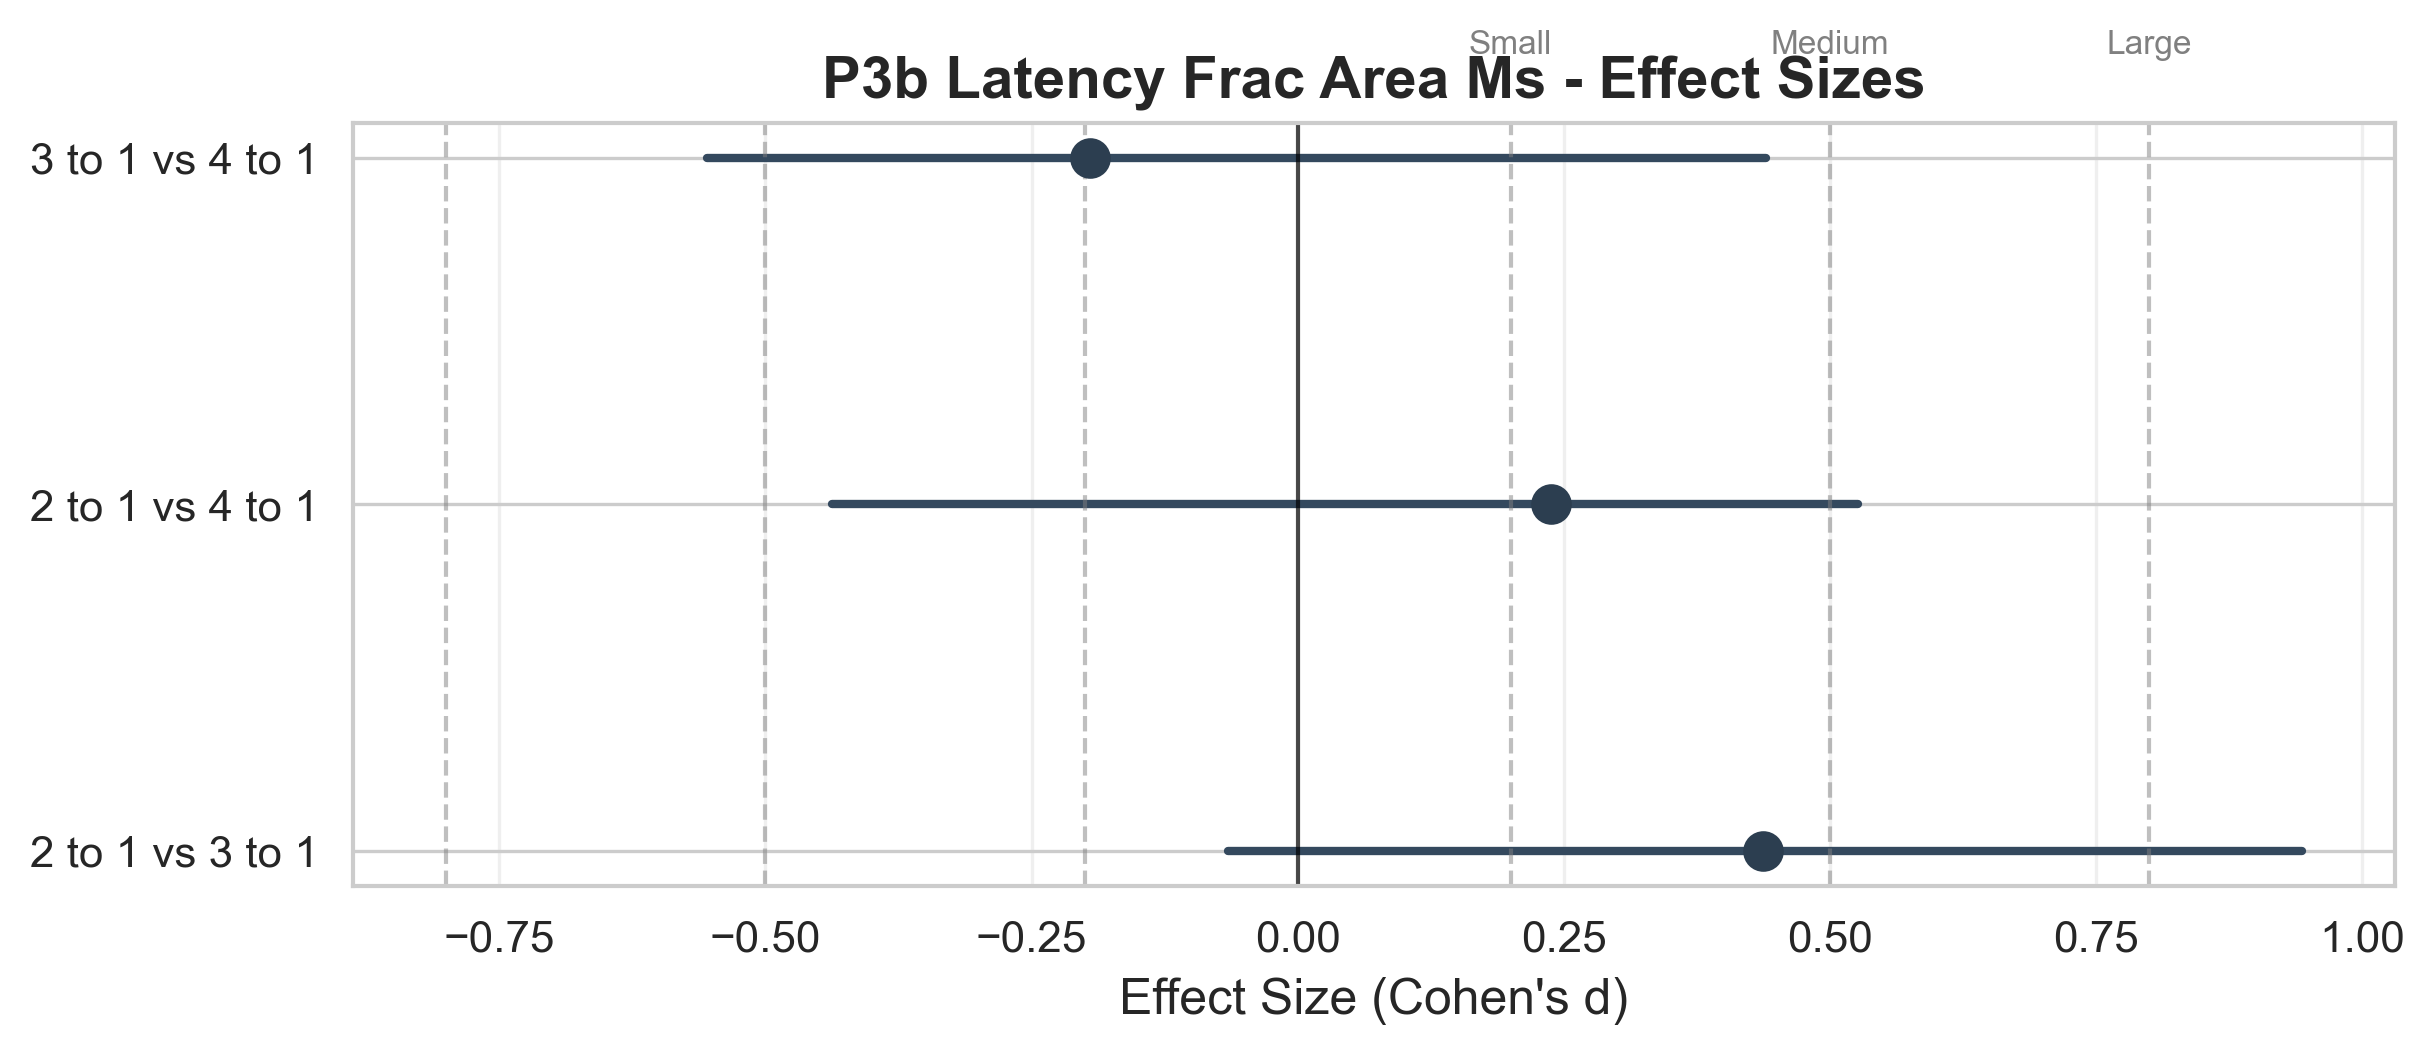 Small Medium Large
P3b Latency Frac Area Ms - Effect Sizes
3 to 1 vs 4 to 1
2 to 1 vs 4 to 1
2 to 1 vs 3 to 1
−0.75 −0.50 −0.25 0.00 0.25 0.50 0.75 1.00
Effect Size (Cohen's d)